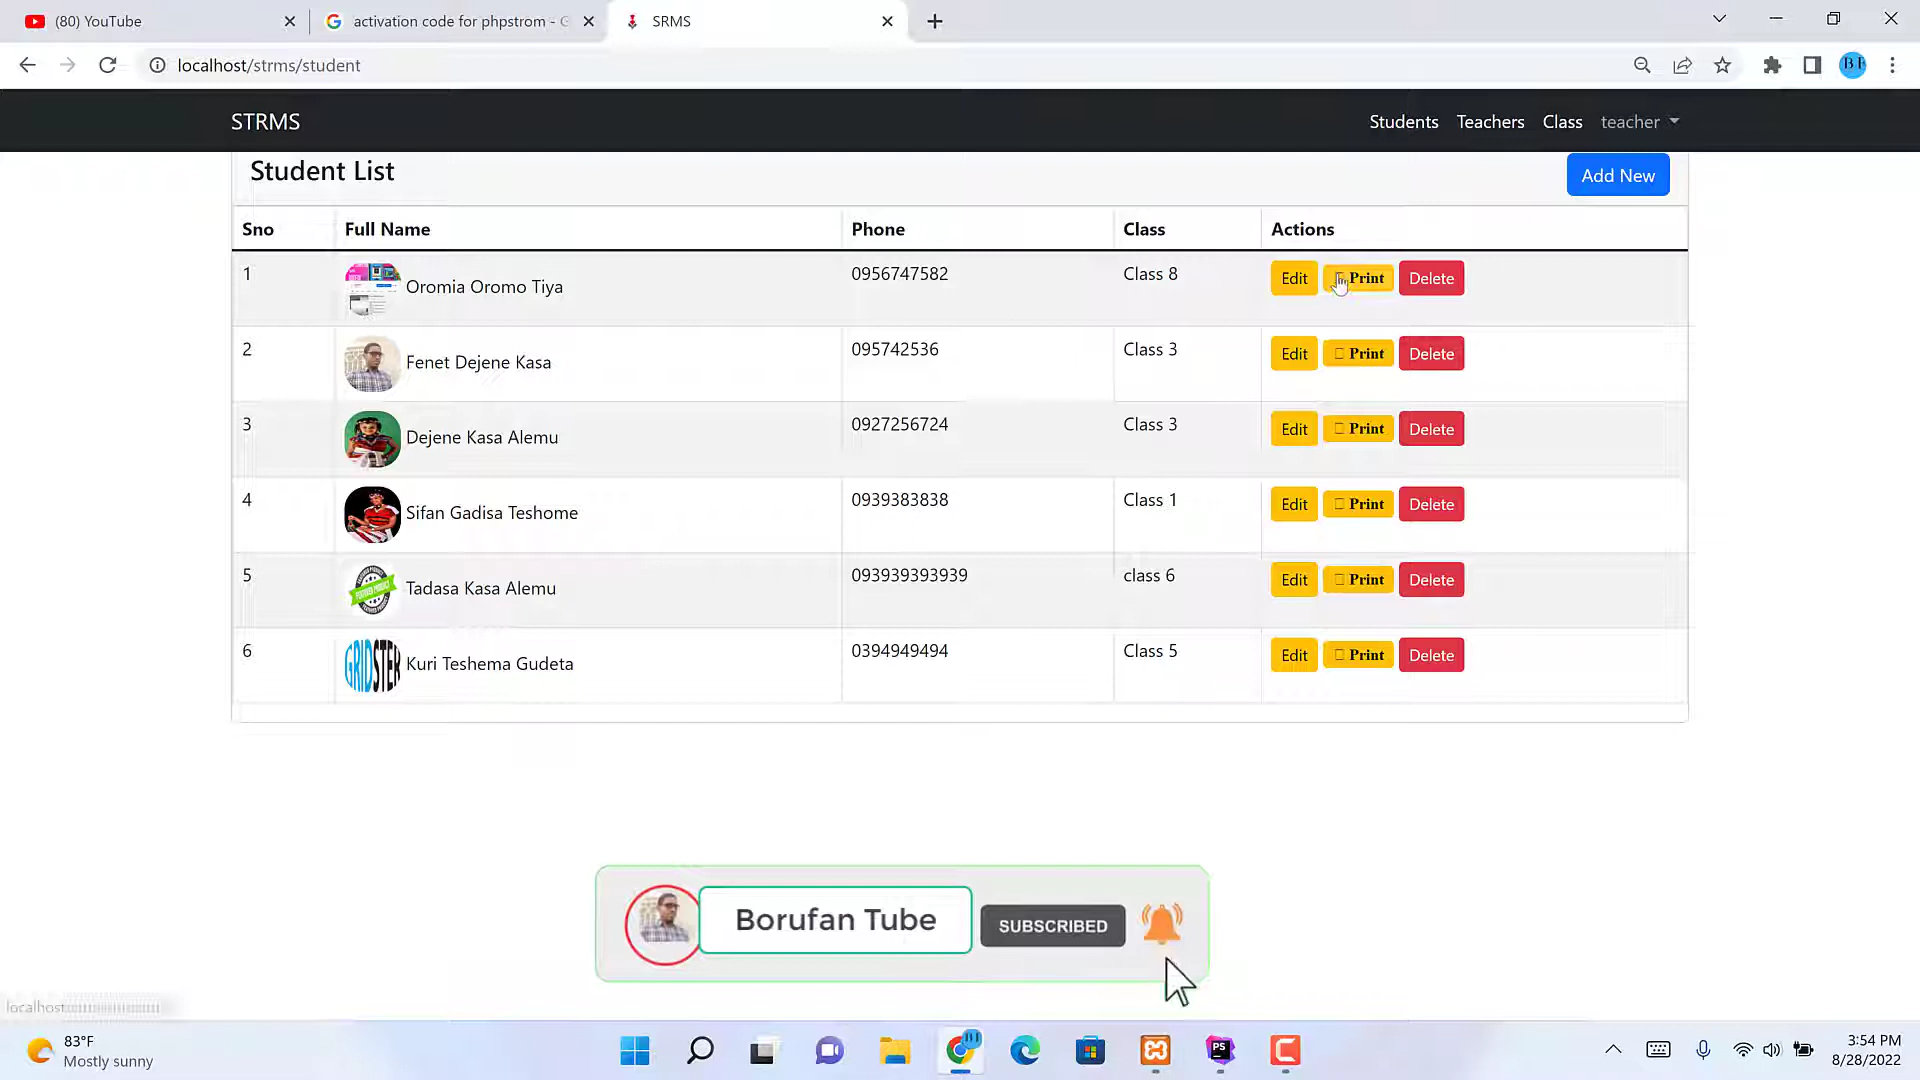 (80) YouTube
activation code for phpstrom - G
SRMS
localhost/strms/student
BF
STRMS
Students Teachers Class teacher
Student List
Add New
Sno Full Name Phone Class Actions
1 Oromia Oromo Tiya 0956747582 Class 8 Edit Print Delete
2 Fenet Dejene Kasa 095742536 Class 3 Edit Print Delete
3 Dejene Kasa Alemu 0927256724 Class 3 Edit Print Delete
4 Sifan Gadisa Teshome 0939383838 Class 1 Edit Print Delete
5 Tadasa Kasa Alemu 093939393939 class 6 Edit Print Delete
6 GRIDSTER Kuri Teshema Gudeta 0394949494 Class 5 Edit Print Delete
Borufan Tube
SUBSCRIBED
localhost
83°F
Mostly sunny
BF
PS
3:54 PM
8/28/2022